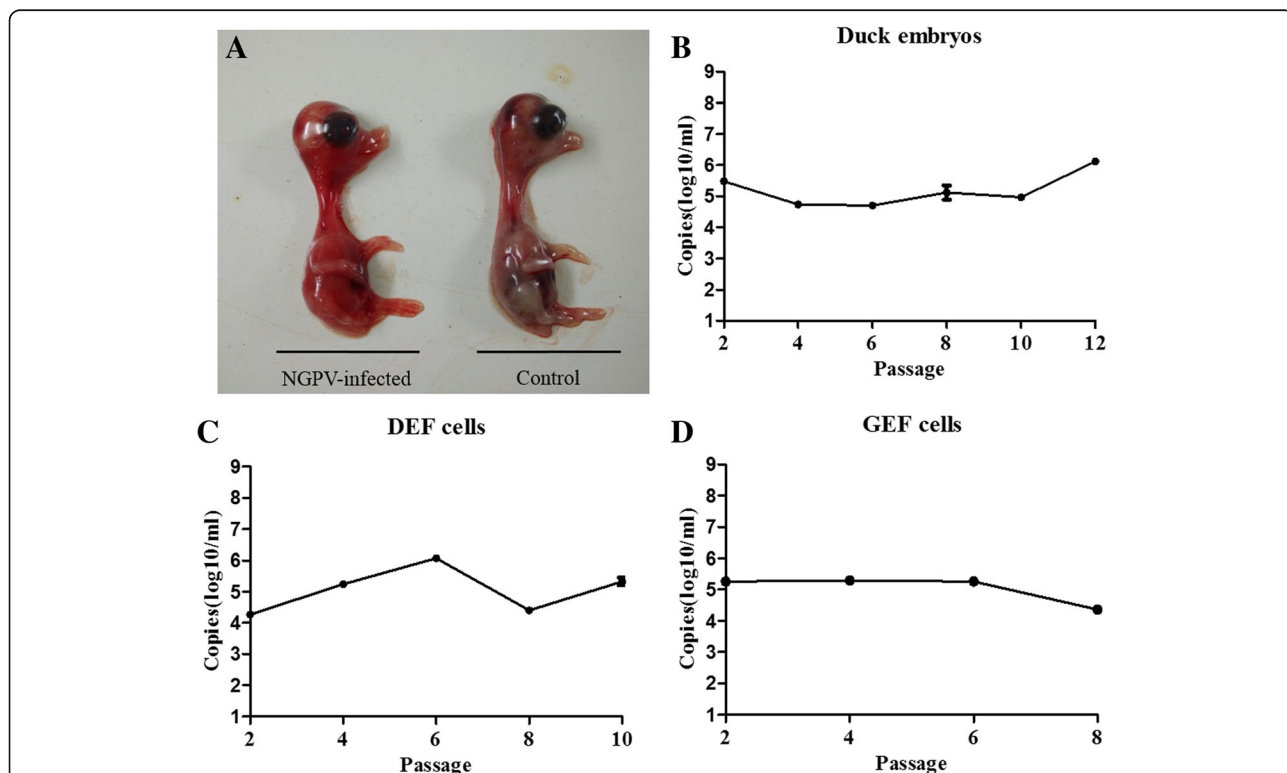 A
NGPV-infected
Control
B
Duck embryos
Copies(log10/ml)
9
8
7
6
5
4
3
2
1
2 4 6 8 10 12
Passage
C
DEF cells
Copies(log10/ml)
9
8
7
6
5
4
3
2
1
2 4 6 8 10
Passage
D
GEF cells
Copies(log10/ml)
9
8
7
6
5
4
3
2
1
2 4 6 8
Passage